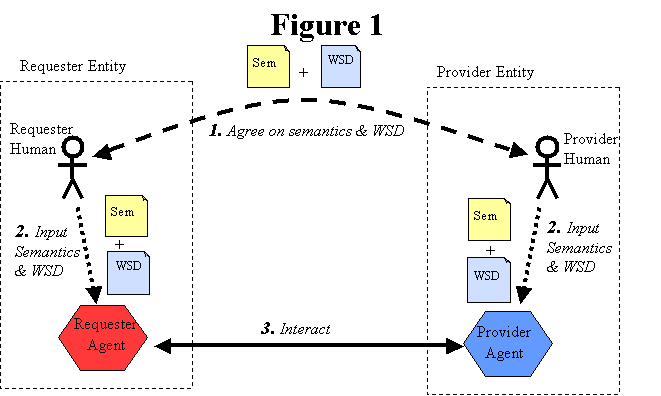 Figure 1
Sem + WSD
Requester Entity
Provider Entity
1. Agree on semantics & WSD
Requester
Human
Provider
Human
Sem
+
WSD
2. Input
Semantics
& WSD
Sem
+
WSD
2. Input
Semantics
& WSD
Requester
Agent
3. Interact
Provider
Agent